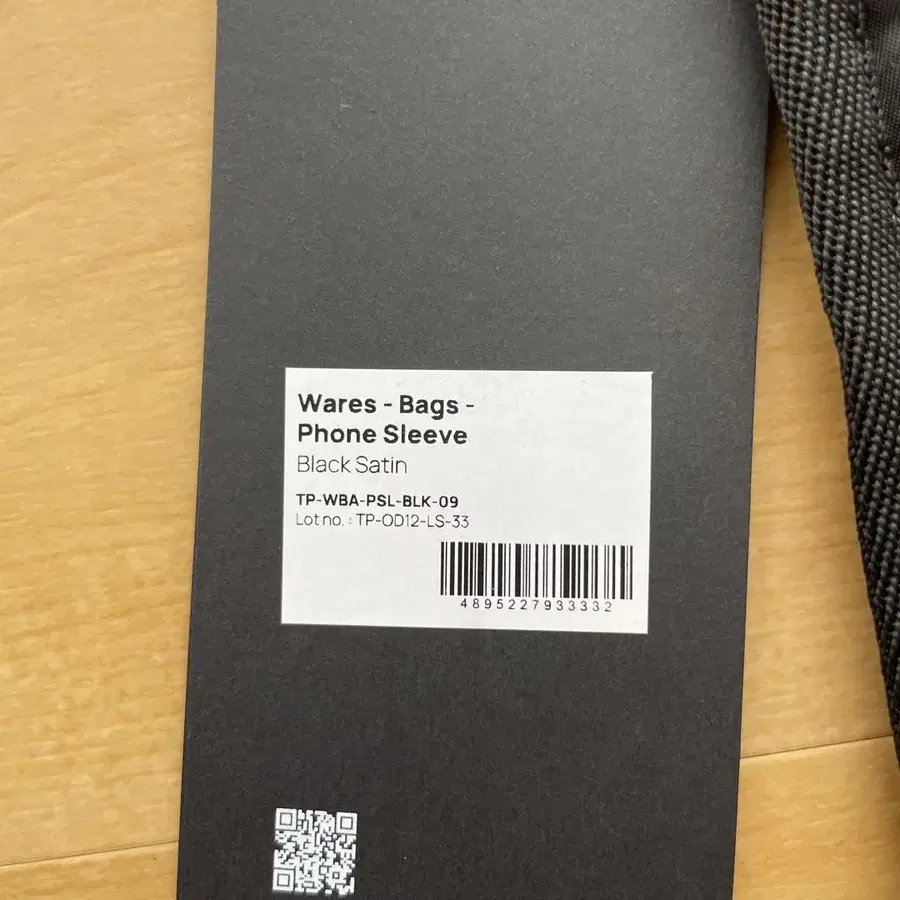 Wares - Bags -
Phone Sleeve
Black Satin
TP-WBA-PSL-BLK-09
Lot no. : TP-OD12-LS-33
4895227933332